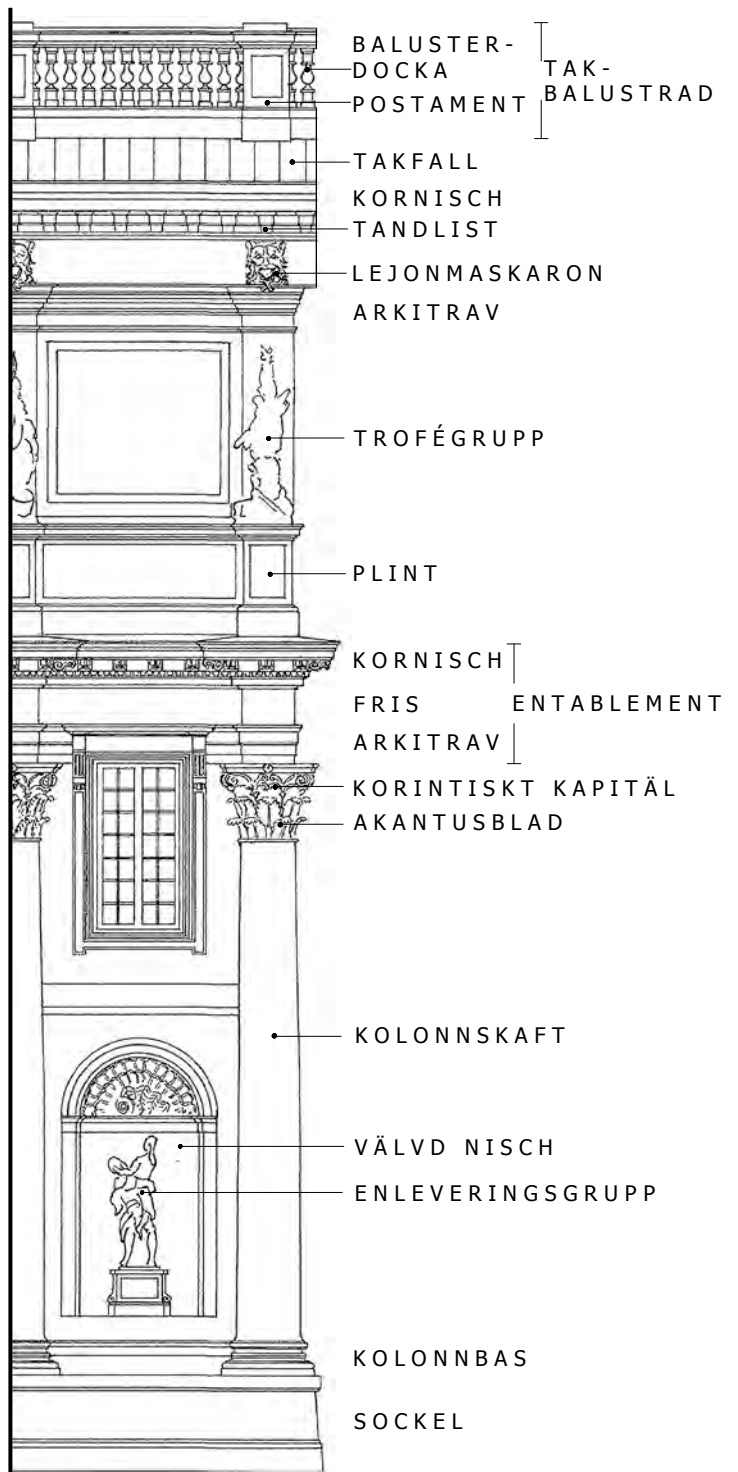 BALUSTER-
DOCKA
POSTAMENT
TAK-
BALUSTRAD
TAKFALL
KORNISCH
TANDLIST
LEJONMASKARON
ARKITRAV
TROFÉGRUPP
PLINT
KORNISCH
FRIS
ARKITRAV
ENTABLEMENT
KORINTISKT KAPITÄL
AKANTUSBLAD
KOLONNSKAFT
VÄLVD NISCH
ENLEVERINGSGRUPP
KOLONNBAS
SOCKEL